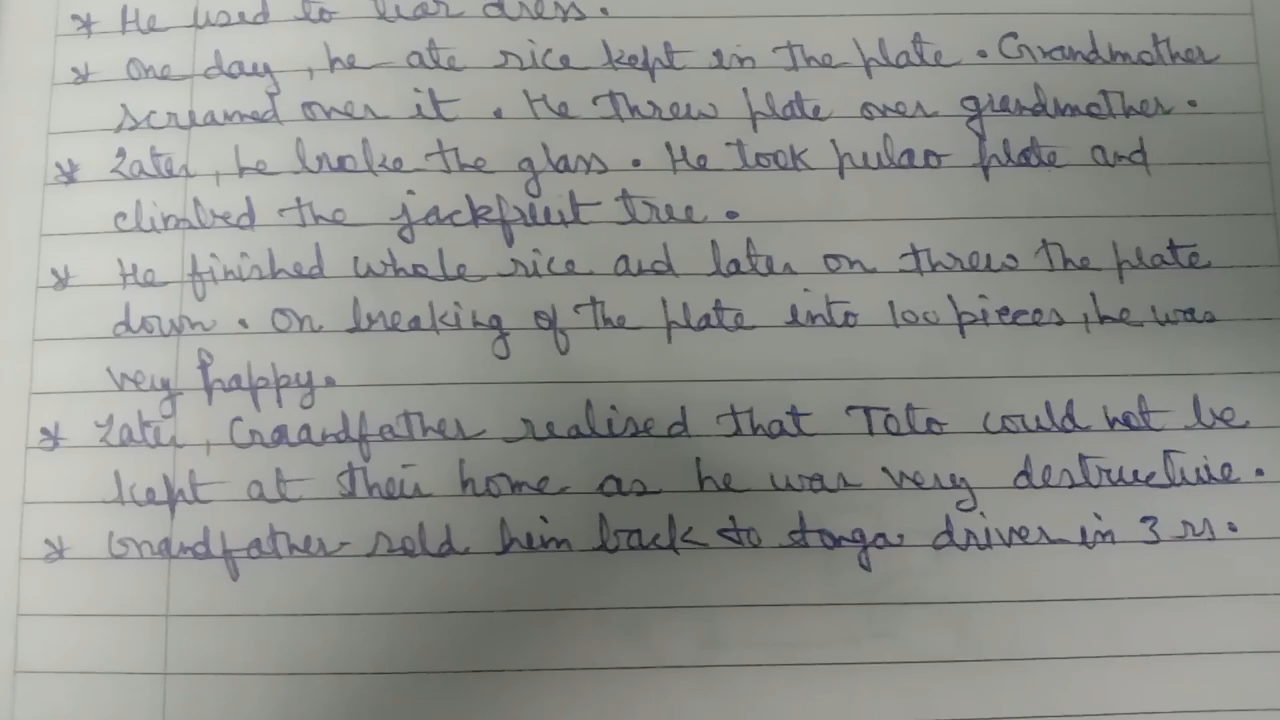 * He used to tear dress.
* One day, he ate rice kept in the plate. Grandmother
screamed over it. He threw plate over grandmother.
* Later, he broke the glass. He took pulao plate and
climbed the jackfruit tree.
* He finished whole rice and later on threw the plate
down. On breaking of the plate into 100 pieces, he was
very happy.
* Later, Graandfather realised that Toto could not be
kept at their home as he was very destructive.
* Grandfather sold him back to tonga driver in 3 rs.